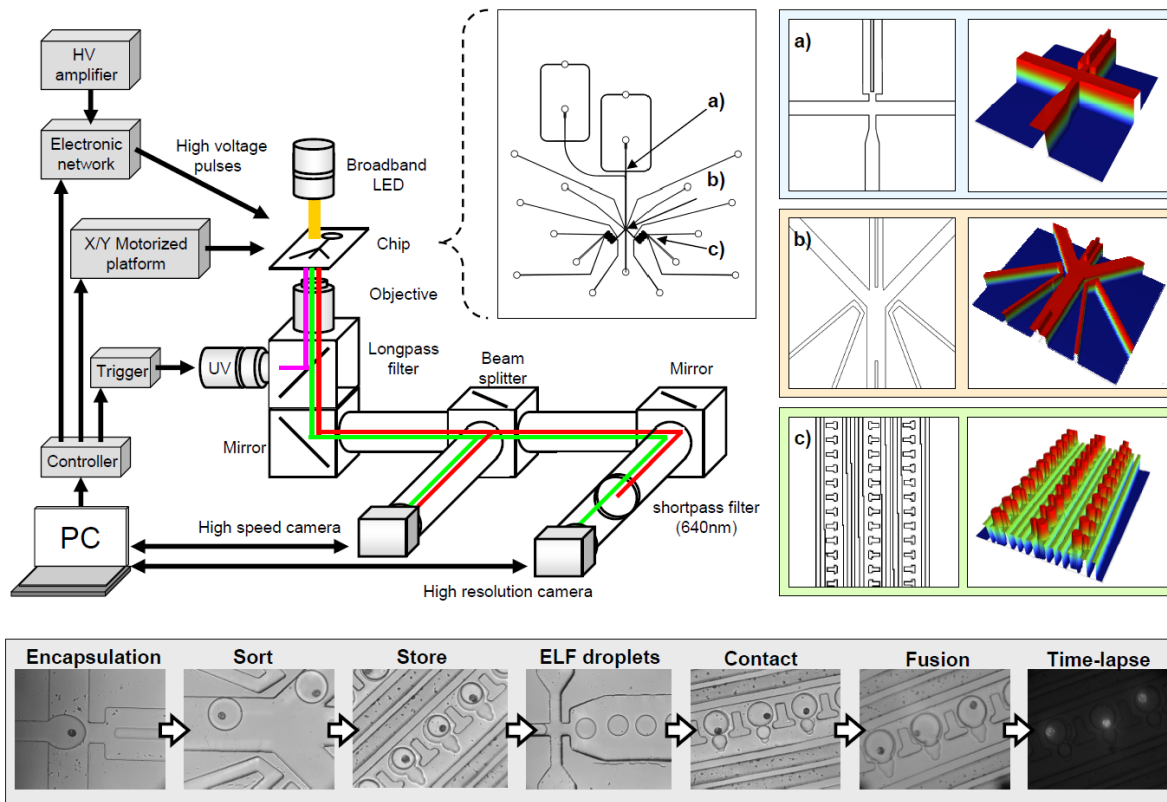 HV
amplifier
Electronic
network
High voltage
pulses
X/Y Motorized
platform
Trigger
Controller
PC
Broadband
LED
Chip
Objective
UV
Longpass
filter
Mirror
Beam
splitter
Mirror
shortpass filter
(640nm)
High speed camera
High resolution camera
a)
b)
c)
a)
b)
c)
Encapsulation
Sort
Store
ELF droplets
Contact
Fusion
Time-lapse